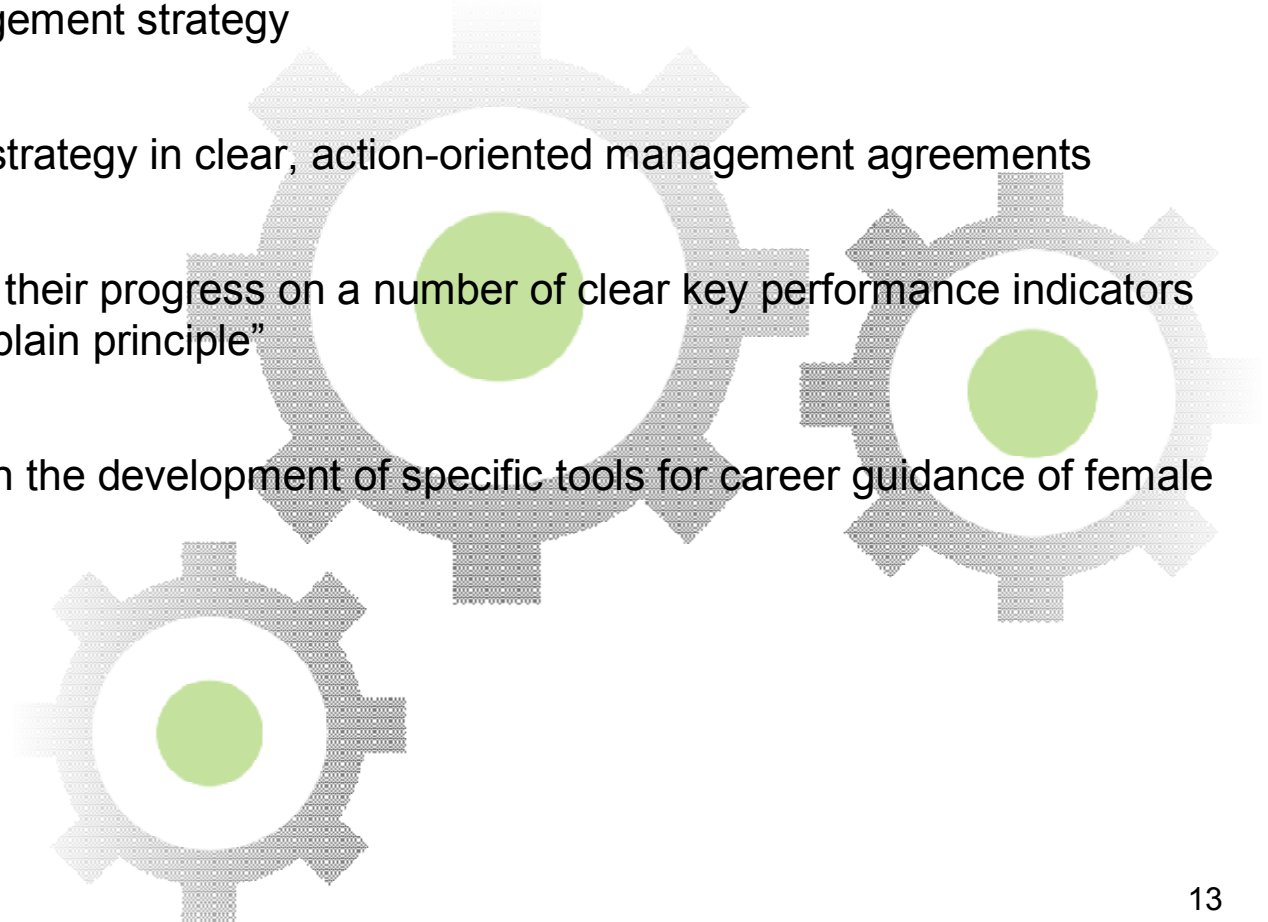 gement strategy
strategy in clear, action-oriented management agreements
their progress on a number of clear key performance indicators
plain principle”
n the development of specific tools for career guidance of female
13